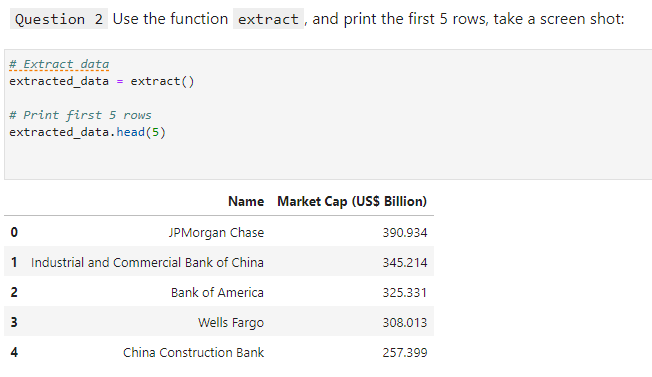 Question 2 Use the function extract, and print the first 5 rows, take a screen shot:
# Extract data
extracted_data = extract()
# Print first 5 rows
extracted_data.head(5)
Name Market Cap (US$ Billion)
0 JPMorgan Chase 390.934
1 Industrial and Commercial Bank of China 345.214
2 Bank of America 325.331
3 Wells Fargo 308.013
4 China Construction Bank 257.399